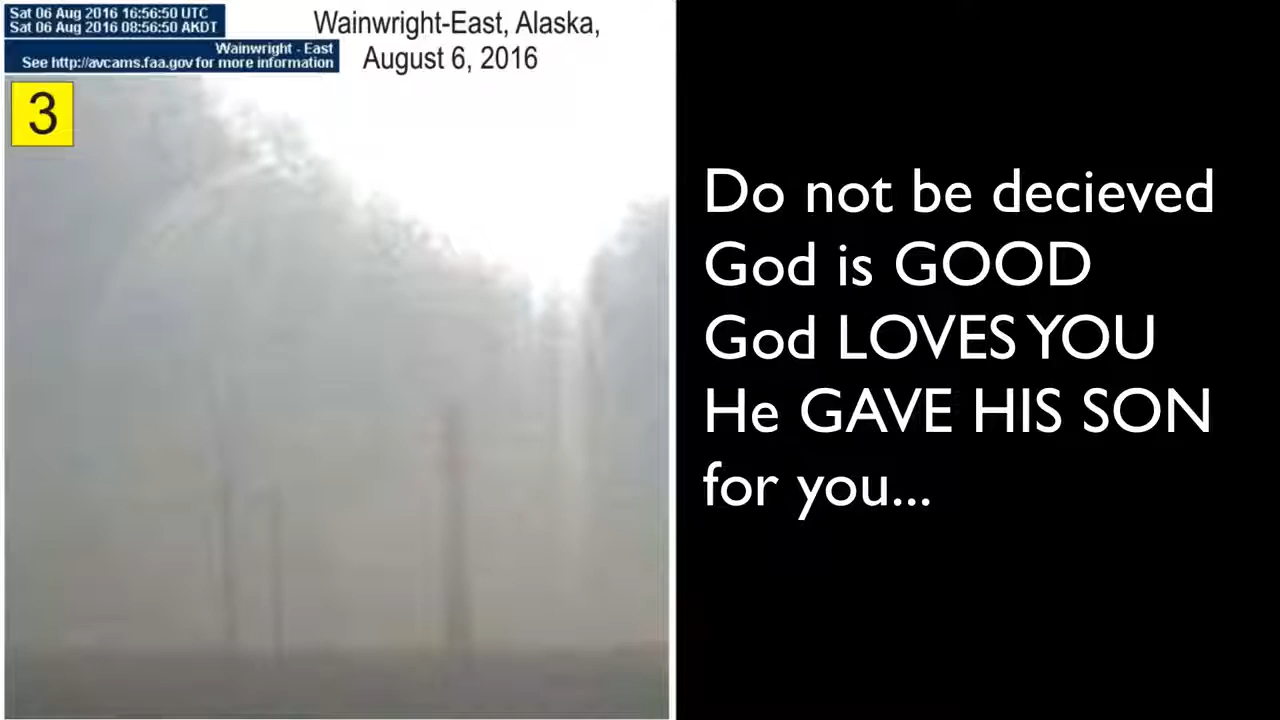 Sat 06 Aug 2016 16:56:50 UTC
Sat 06 Aug 2016 08:56:50 AKDT
Wainwright - East
See http://avcams.faa.gov for more information
Wainwright-East, Alaska,
August 6, 2016
3
Do not be decieved
God is GOOD
God LOVES YOU
He GAVE HIS SON
for you...